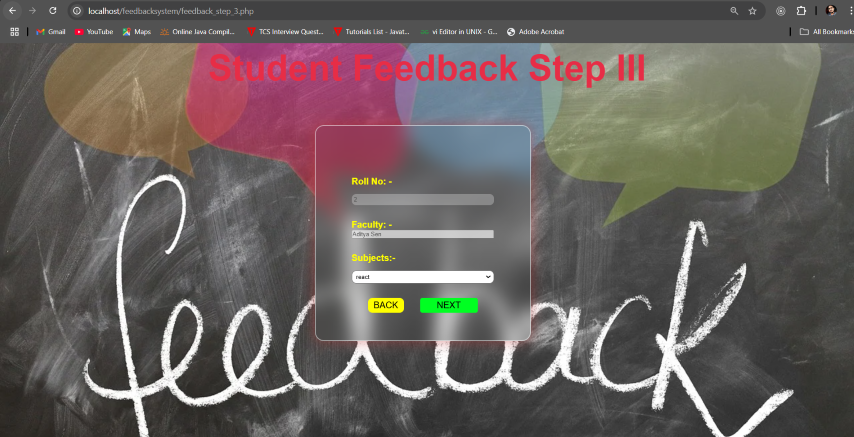 localhost/feedbacksystem/feedback_step_3.php
Gmail
YouTube
Maps
Online Java Compil...
TCS Interview Quest...
Tutorials List - Javat...
vi Editor in UNIX - G...
Adobe Acrobat
All Bookmarks
Student Feedback Step III
Roll No: -
2
Faculty: -
Aditya Sen
Subjects:-
react
BACK
NEXT
feedback